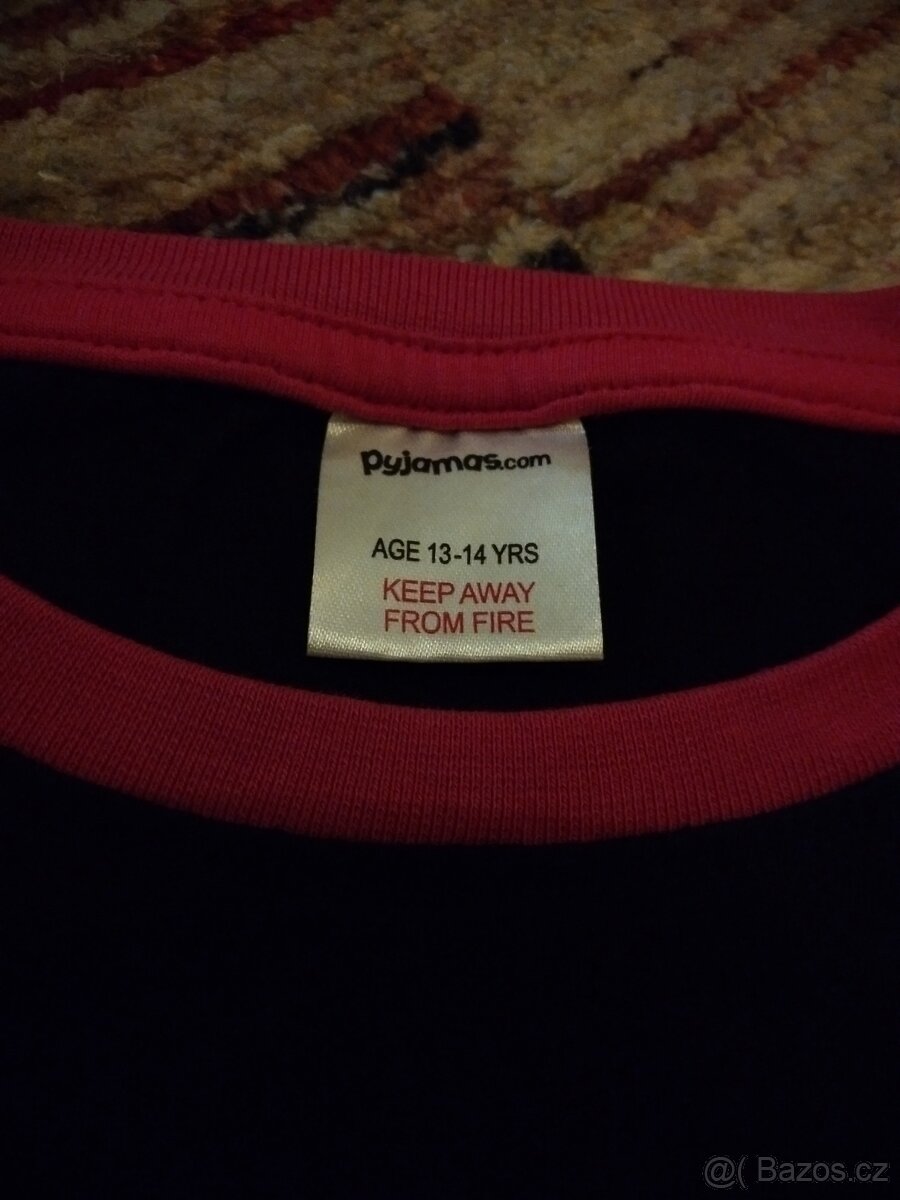 pyjamas.com
AGE 13-14 YRS
KEEP AWAY
FROM FIRE
@( Bazos.cz